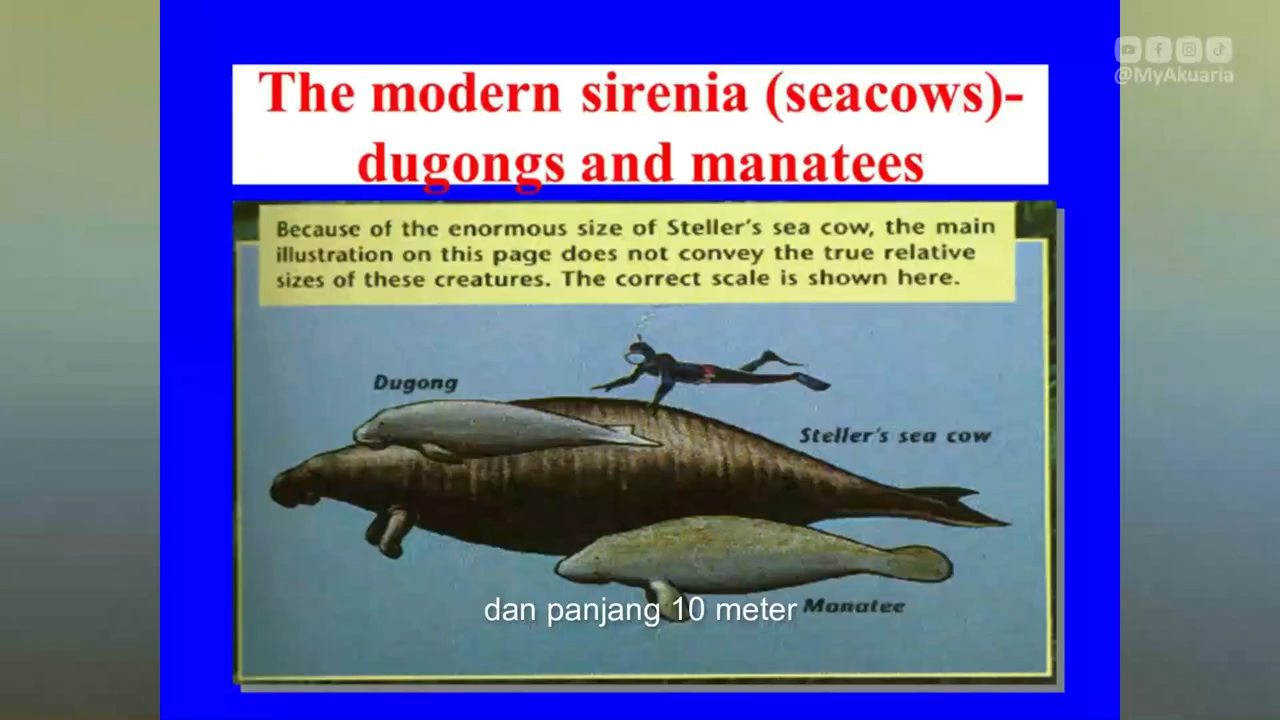 @MyAkuaria
The modern sirenia (seacows)-
dugongs and manatees
Because of the enormous size of Steller's sea cow, the main
illustration on this page does not convey the true relative
sizes of these creatures. The correct scale is shown here.
Dugong
Steller's sea cow
Manatee
dan panjang 10 meter